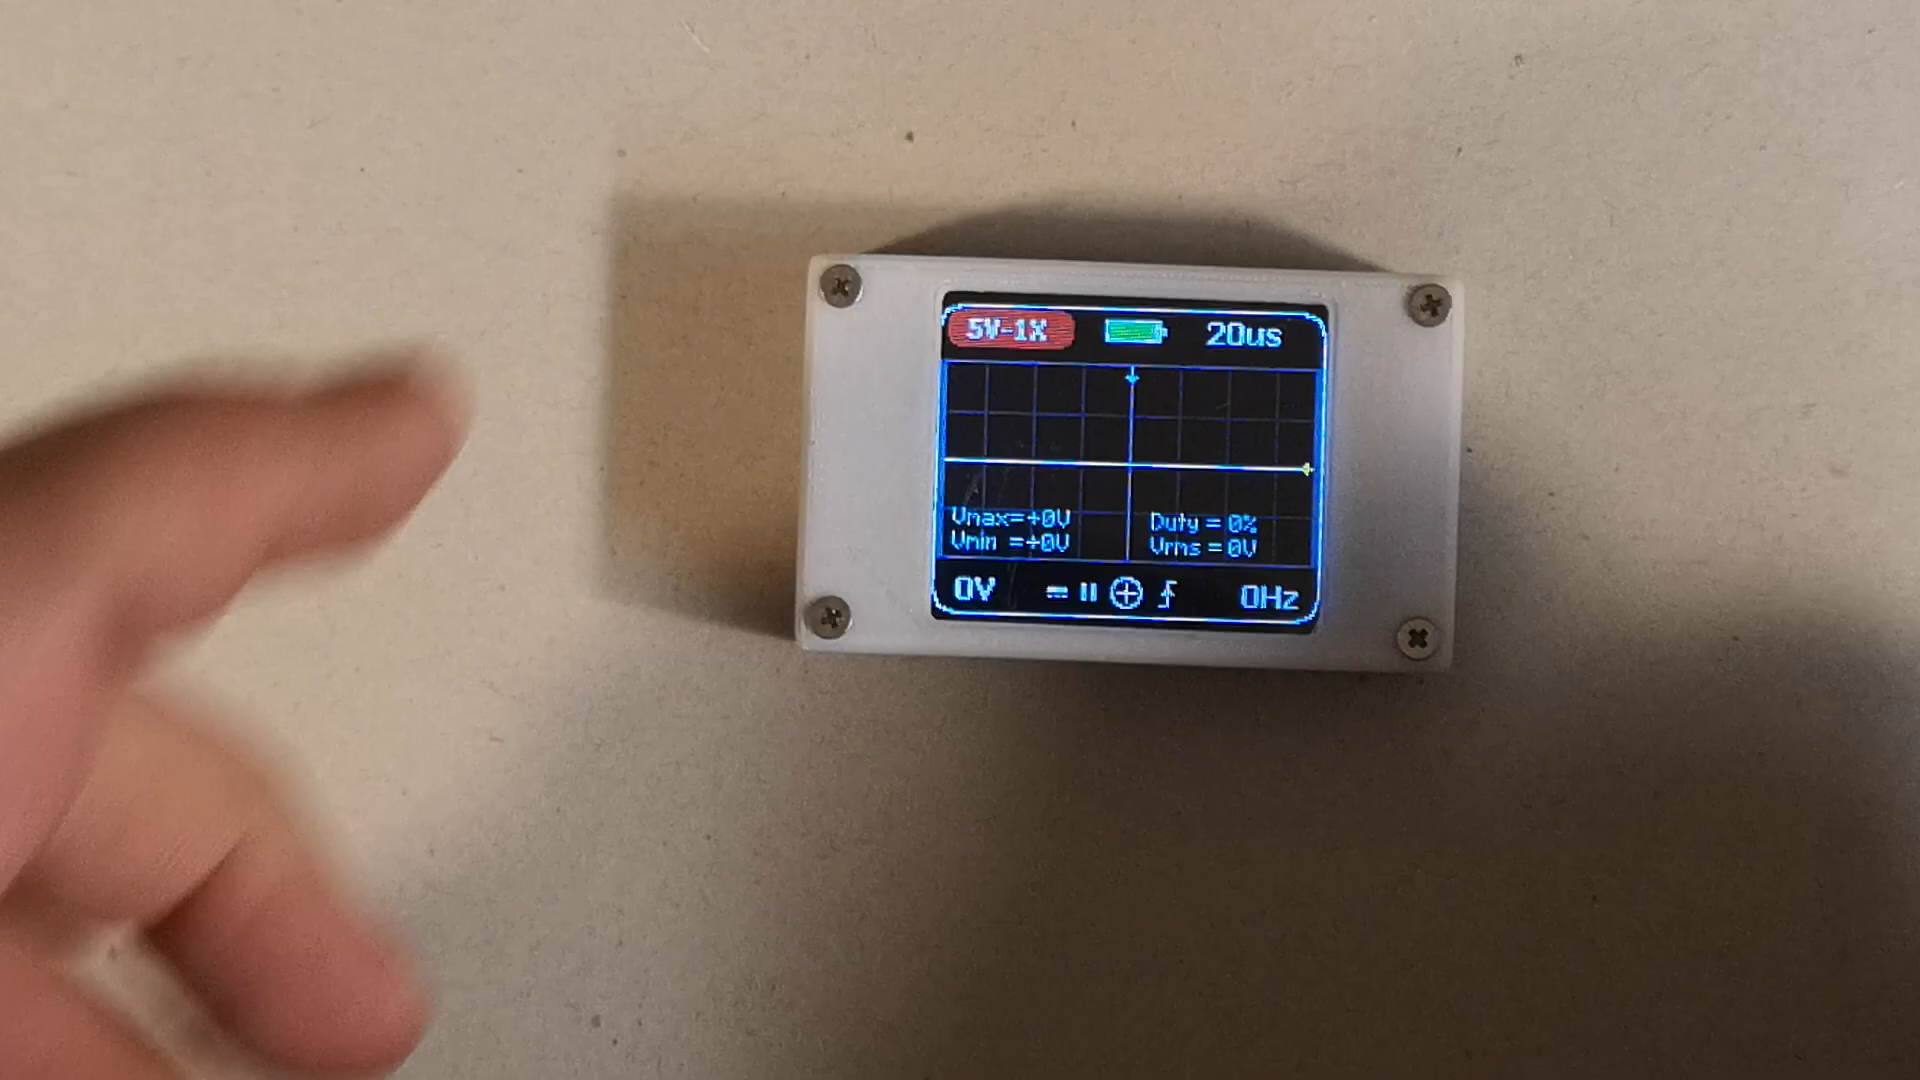 5V-1X 20us
Vmax=+0V Duty = 0%
Vmin =+0V Vrms = 0V
0V 0Hz